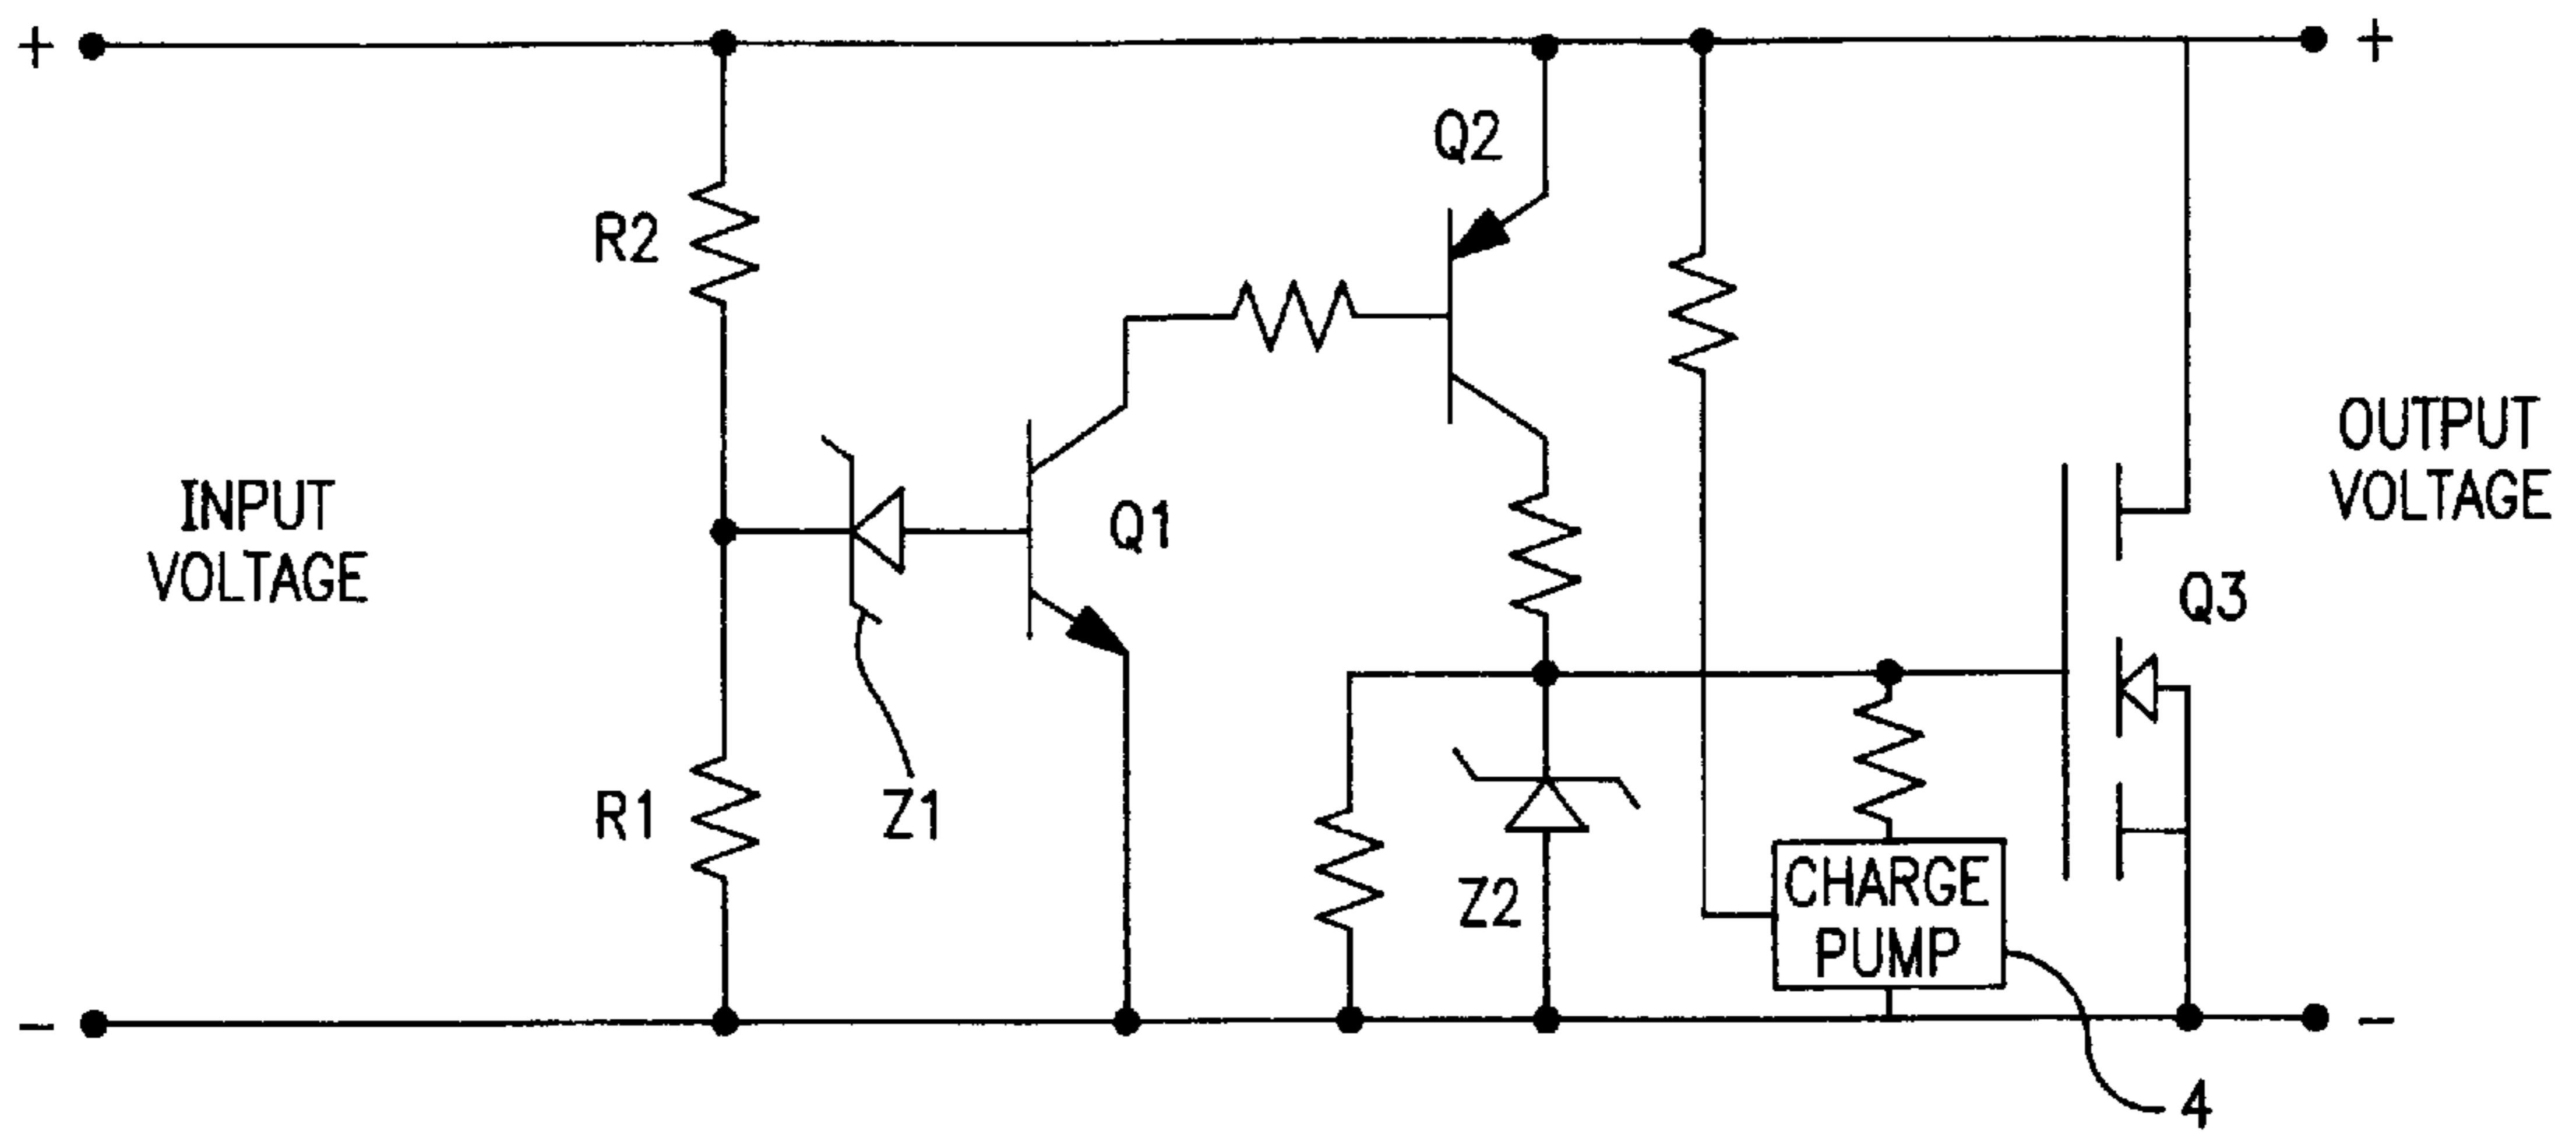 +
+
Q2
R2
INPUT
VOLTAGE
Q1
OUTPUT
VOLTAGE
Q3
R1
Z1
Z2
CHARGE
PUMP
-
-
4